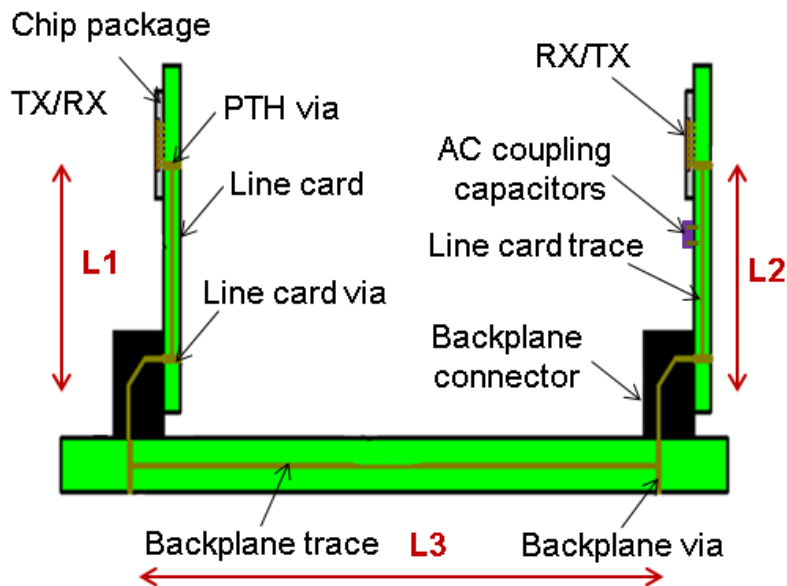 Chip package
TX/RX
PTH via
Line card
L1
Line card via
RX/TX
AC coupling
capacitors
Line card trace
L2
Backplane
connector
Backplane trace
L3
Backplane via